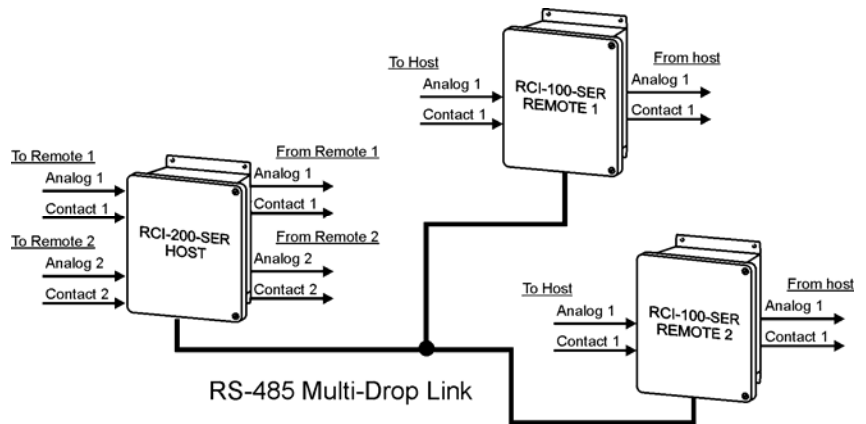 To Host
Analog 1
Contact 1
RCI-100-SER
REMOTE 1
From host
Analog 1
Contact 1
To Remote 1
Analog 1
Contact 1
To Remote 2
Analog 2
Contact 2
RCI-200-SER
HOST
From Remote 1
Analog 1
Contact 1
From Remote 2
Analog 2
Contact 2
To Host
Analog 1
Contact 1
RCI-100-SER
REMOTE 2
From host
Analog 1
Contact 1
RS-485 Multi-Drop Link